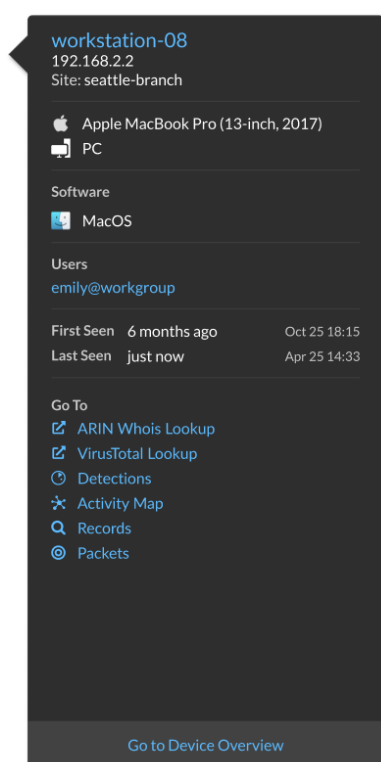 workstation-08
192.168.2.2
Site: seattle-branch
Apple MacBook Pro (13-inch, 2017)
PC
Software
MacOS
Users
emily@workgroup
First Seen 6 months ago Oct 25 18:15
Last Seen just now Apr 25 14:33
Go To
ARIN Whois Lookup
VirusTotal Lookup
Detections
Activity Map
Records
Packets
Go to Device Overview